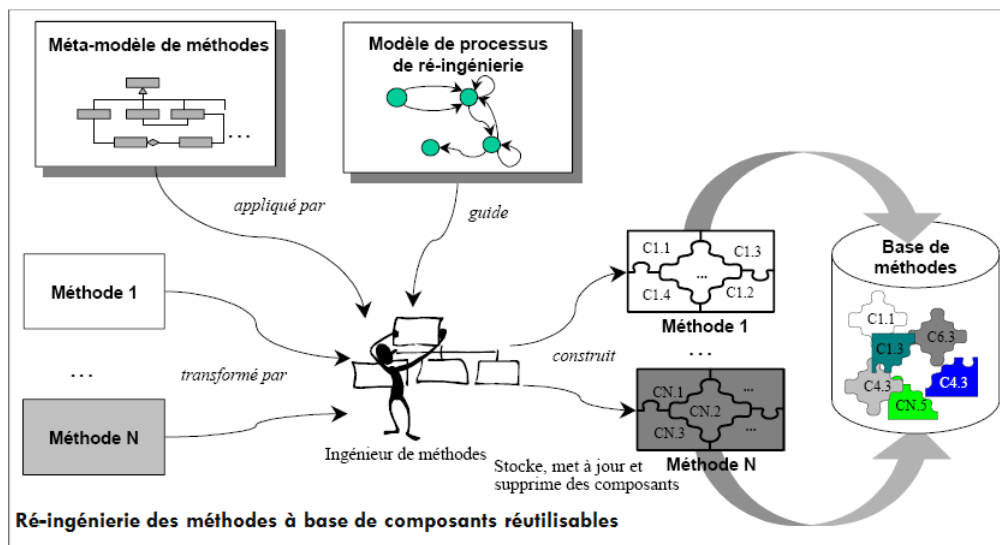 Méta-modèle de méthodes
...
Modèle de processus
de ré-ingénierie
appliqué par
guide
Méthode 1
...
Méthode N
transformé par
Ingénieur de méthodes
construit
C1.1
C1.3
...
C1.4
C1.2
Méthode 1
...
CN.1
...
CN.2
CN.3
...
Méthode N
Stocke, met à jour et
supprime des composants
Base de
méthodes
C1.1
C6.3
C1.3
C4.3
C4.3
CN.5
Ré-ingénierie des méthodes à base de composants réutilisables